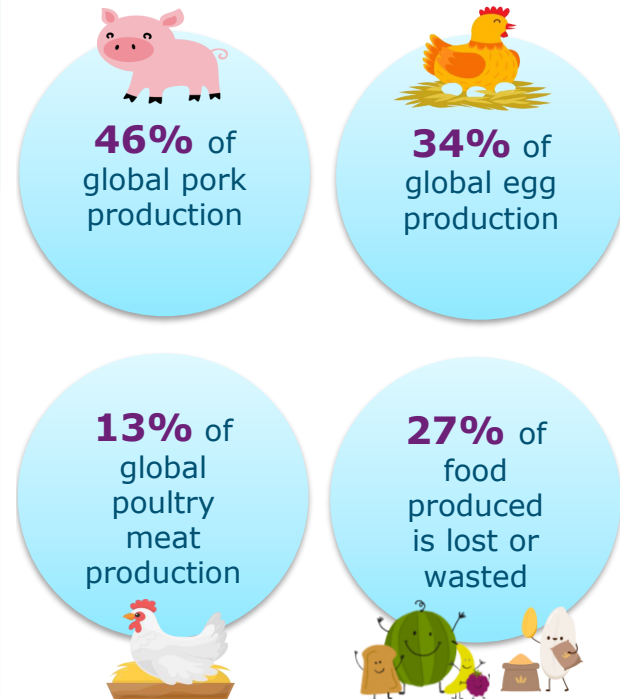 46% of
global pork
production
34% of
global egg
production
13% of
global
poultry
meat
production
27% of
food
produced
is lost or
wasted